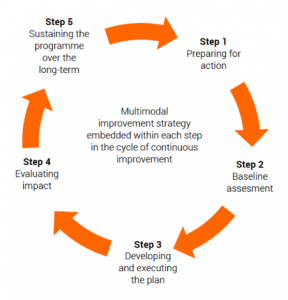 Step 5
Sustaining the
programme
over the
long-term
Step 1
Preparing for
action
Multimodal
improvement strategy
embedded within each step
in the cycle of continuous
improvement
Step 4
Evaluating
impact
Step 2
Baseline
assesment
Step 3
Developing
and executing
the plan